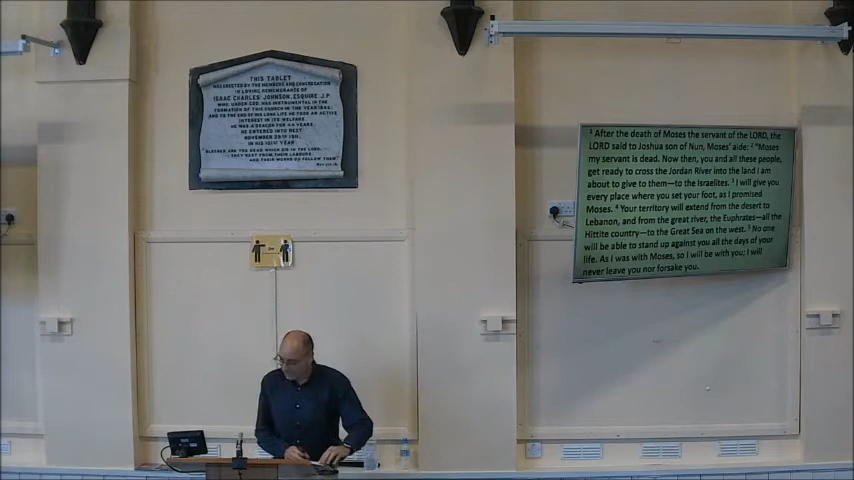 THIS TABLET
WAS ERECTED BY THE MEMBERS AND CONGREGATION
IN LOVING REMEMBRANCE OF
ISAAC CHARLES JOHNSON, ESQUIRE J.P.
WHO, UNDER GOD, WAS INSTRUMENTAL IN THE
FORMATION OF THIS CHURCH IN THE YEAR
AND TO THE END OF HIS LONG LIFE HE TOOK AN ACTIVE
INTEREST IN ITS WELFARE.
HE WAS A DEACON FOR 44 YEARS.
HE ENTERED INTO REST
NOVEMBER 29TH 1911,
IN HIS 101ST YEAR
BLESSED ARE THE DEAD WHICH DIE IN THE LORD,
THEY REST FROM THEIR LABOURS
AND THEIR WORKS DO FOLLOW THEM
1 After the death of Moses the servant of the LORD, the
LORD said to Joshua son of Nun, Moses' aide: 2 "Moses
my servant is dead. Now then, you and all these people,
get ready to cross the Jordan River into the land I am
about to give to them—to the Israelites. 3 I will give you
every place where you set your foot, as I promised
Moses. 4 Your territory will extend from the desert to
Lebanon, and from the great river, the Euphrates—all the
Hittite country—to the Great Sea on the west. 5 No one
will be able to stand up against you all the days of your
life. As I was with Moses, so I will be with you; I will
never leave you nor forsake you.
2m